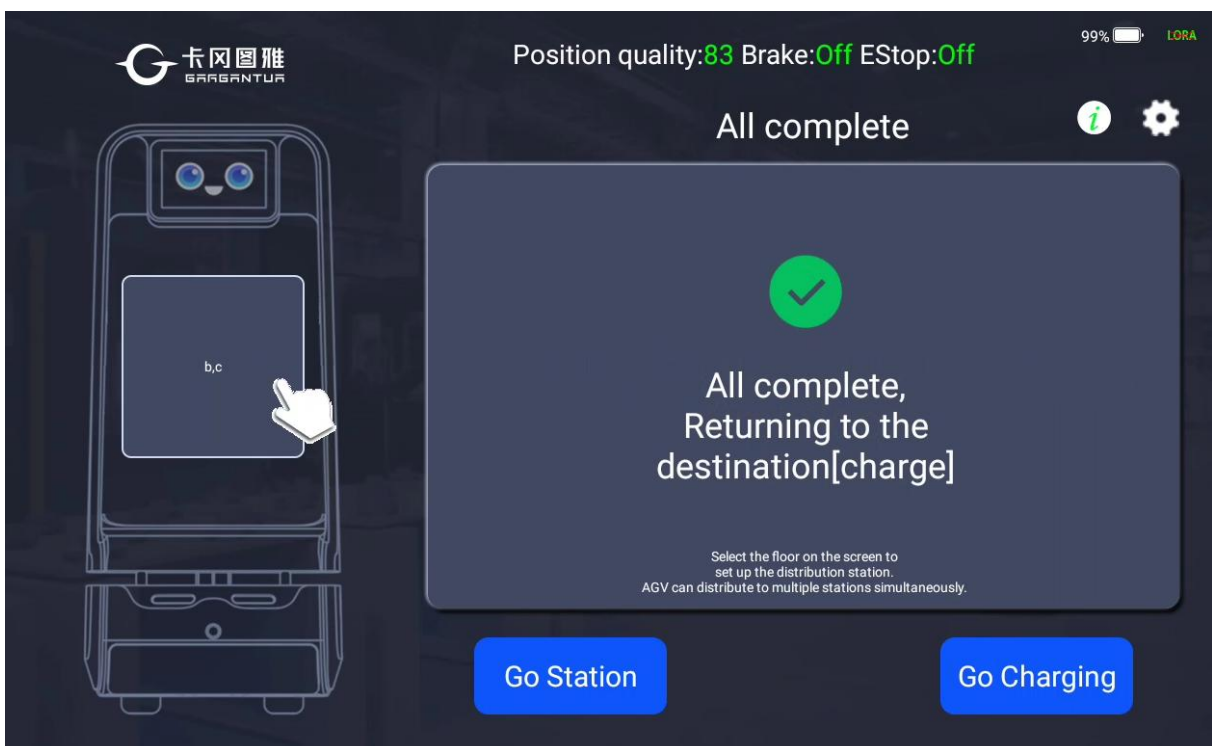 卡冈图雅
GARGANTUA
Position quality:83 Brake:Off EStop:Off
99%
LORA
All complete
i
b,c
All complete,
Returning to the
destination[charge]
Select the floor on the screen to
set up the distribution station.
AGV can distribute to multiple stations simultaneously.
Go Station
Go Charging